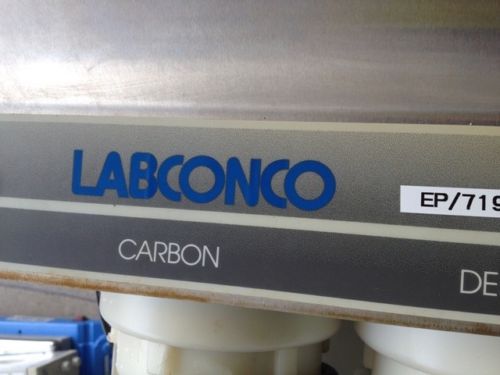 LABCONCO
EP/719
CARBON
DE